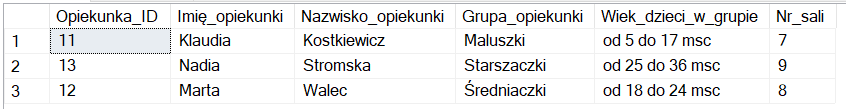 Opiekunka_ID Imię_opiekunki Nazwisko_opiekunki Grupa_opiekunki Wiek_dzieci_w_grupie Nr_sali
1 11 Klaudia Kostkiewicz Maluszki od 5 do 17 msc 7
2 13 Nadia Stromska Starszaczki od 25 do 36 msc 9
3 12 Marta Walec Średniaczki od 18 do 24 msc 8